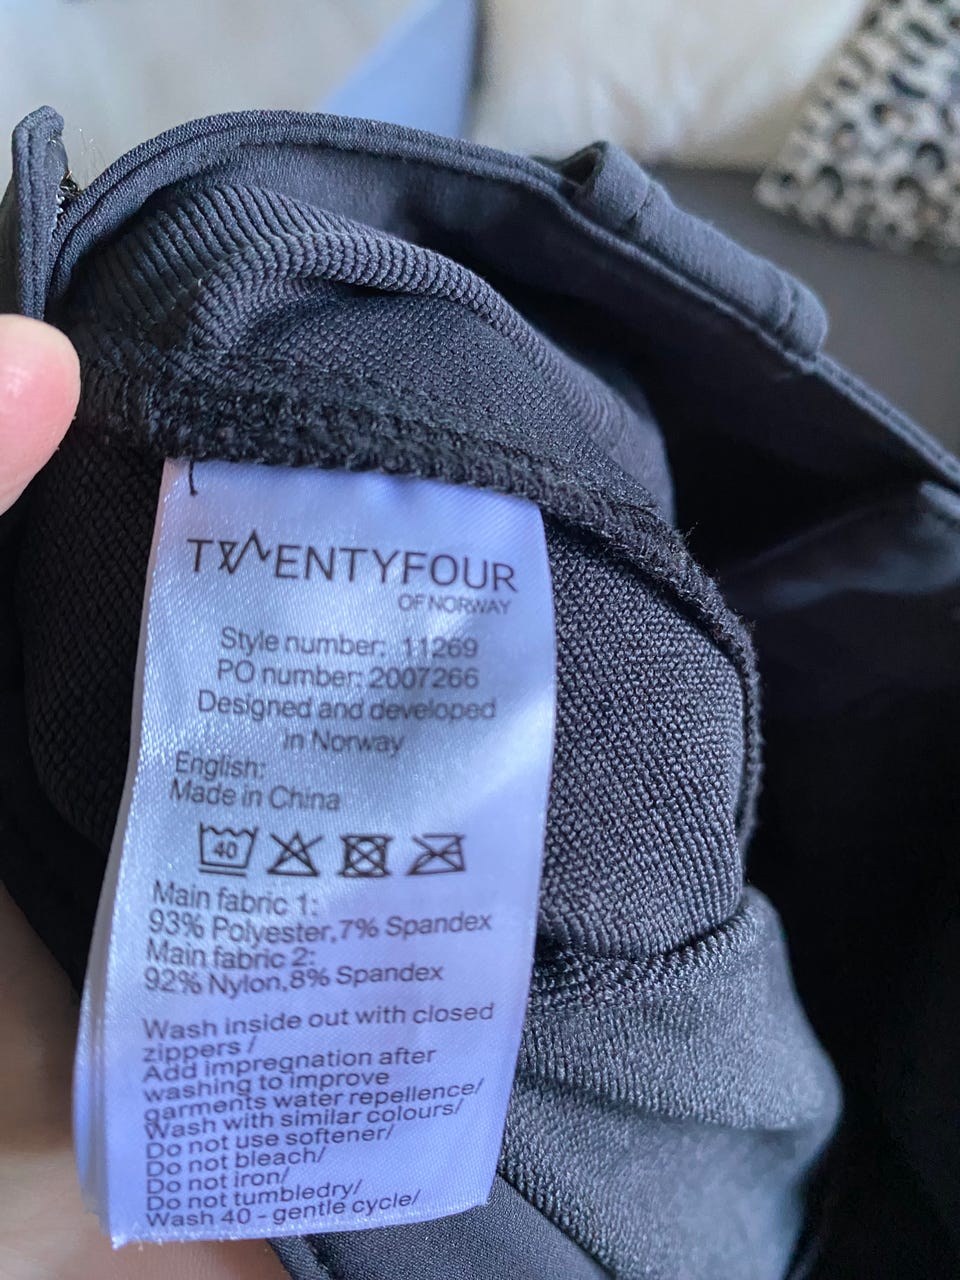 TWENTYFOUR
OF NORWAY
Style number: 11269
PO number: 2007266
Designed and developed
in Norway
English:
Made in China
40
Main fabric 1:
93% Polyester,7% Spandex
Main fabric 2:
92% Nylon,8% Spandex
Wash inside out with closed
zippers /
Add impregnation after
washing to improve
garments water repellence/
Wash with similar colours/
Do not use softener/
Do not bleach/
Do not iron/
Do not tumbledry/
Wash 40 - gentle cycle/